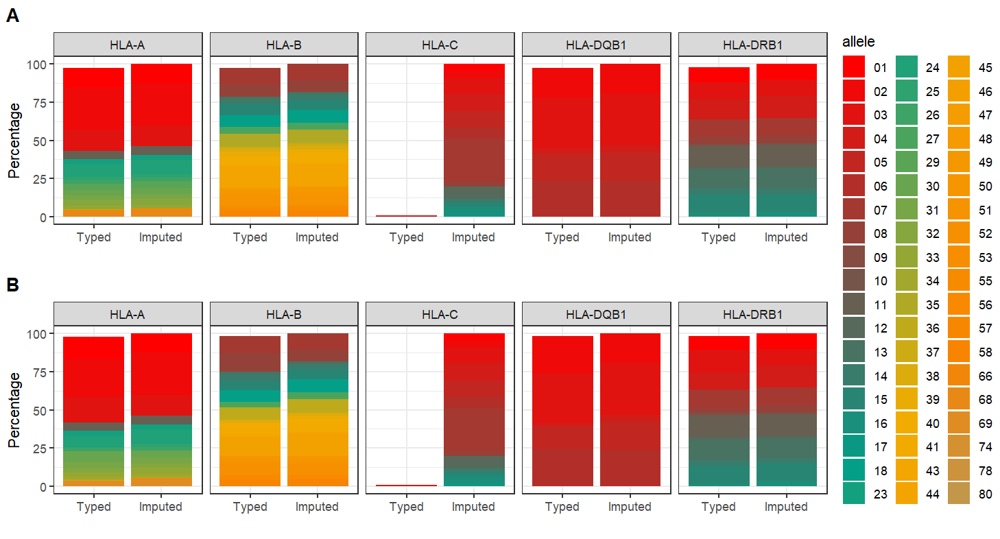 A
HLA-A HLA-B HLA-C HLA-DQB1 HLA-DRB1
Percentage
100
75
50
25
0
Typed Imputed Typed Imputed Typed Imputed Typed Imputed Typed Imputed
B
HLA-A HLA-B HLA-C HLA-DQB1 HLA-DRB1
Percentage
100
75
50
25
0
Typed Imputed Typed Imputed Typed Imputed Typed Imputed Typed Imputed
allele
01 24 45
02 25 46
03 26 47
04 27 48
05 29 49
06 30 50
07 31 51
08 32 52
09 33 53
10 34 55
11 35 56
12 36 57
13 37 58
14 38 66
15 39 68
16 40 69
17 41 74
18 43 78
23 44 80